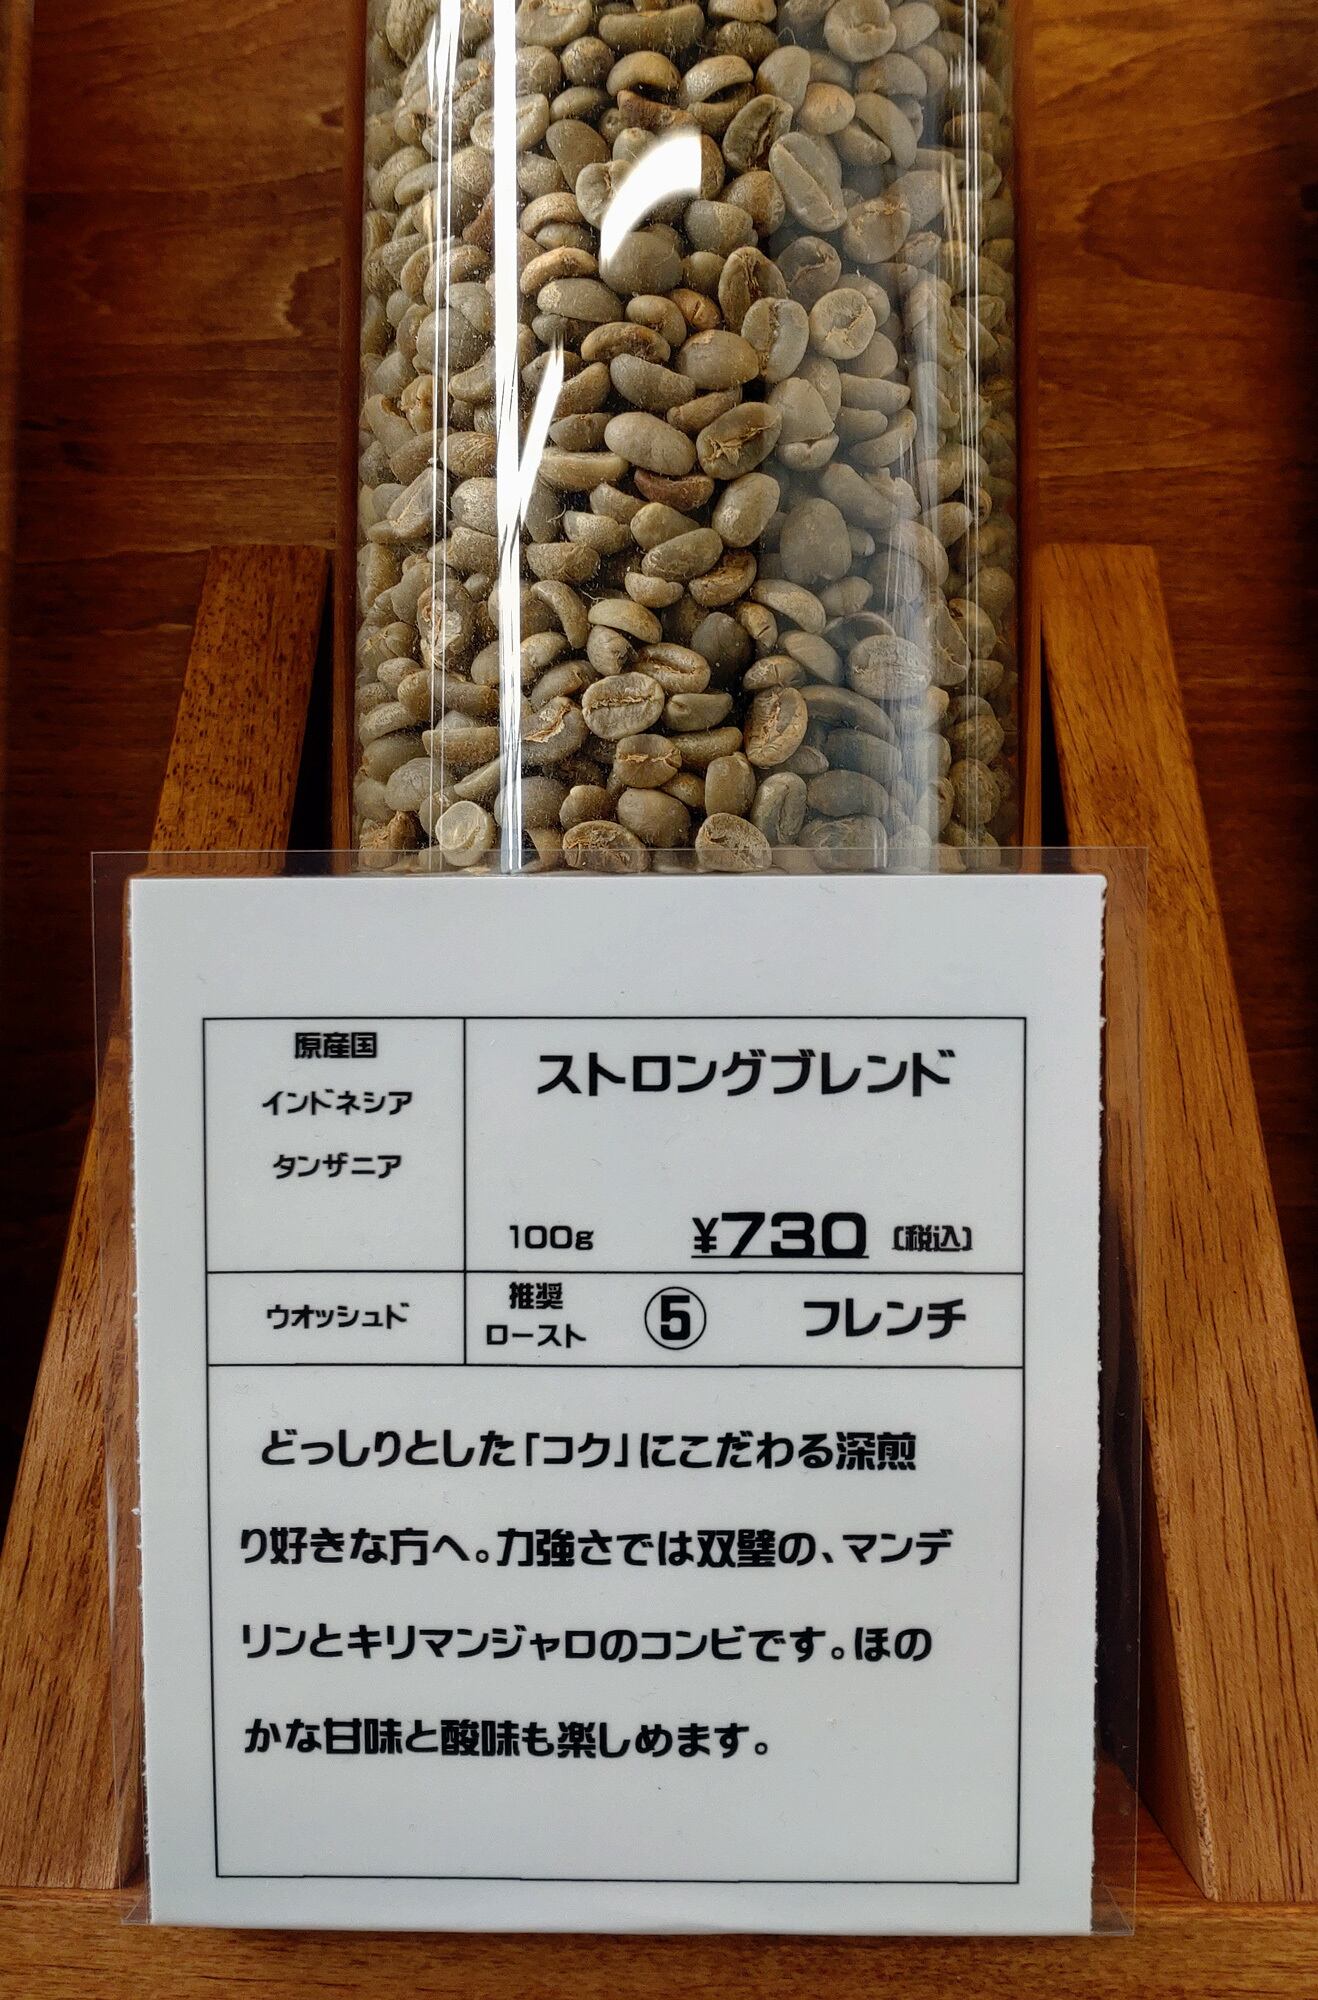 原産国
インドネシア
タンザニア
ストロングブレンド
100g ¥730 (税込)
ウオッシュド
推奨
ロースト
⑤ フレンチ
どっしりとした「コク」にこだわる深煎
り好きな方へ。力強さでは双璧の、マンデ
リンとキリマンジャロのコンビです。ほの
かな甘味と酸味も楽しめます。